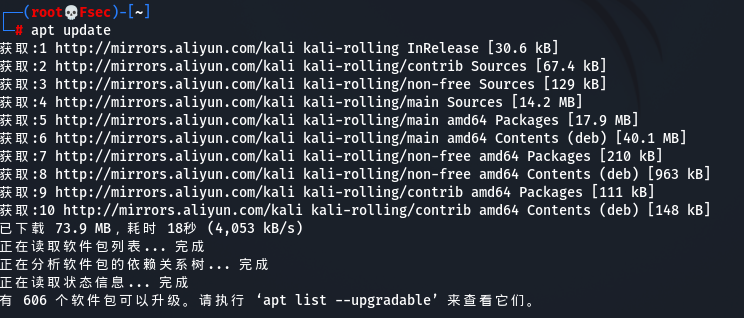 ┌──(root💀Fsec)-[~]
└─# apt update
获取:1 http://mirrors.aliyun.com/kali kali-rolling InRelease [30.6 kB]
获取:2 http://mirrors.aliyun.com/kali kali-rolling/contrib Sources [67.4 kB]
获取:3 http://mirrors.aliyun.com/kali kali-rolling/non-free Sources [129 kB]
获取:4 http://mirrors.aliyun.com/kali kali-rolling/main Sources [14.2 MB]
获取:5 http://mirrors.aliyun.com/kali kali-rolling/main amd64 Packages [17.9 MB]
获取:6 http://mirrors.aliyun.com/kali kali-rolling/main amd64 Contents (deb) [40.1 MB]
获取:7 http://mirrors.aliyun.com/kali kali-rolling/non-free amd64 Packages [210 kB]
获取:8 http://mirrors.aliyun.com/kali kali-rolling/non-free amd64 Contents (deb) [963 kB]
获取:9 http://mirrors.aliyun.com/kali kali-rolling/contrib amd64 Packages [111 kB]
获取:10 http://mirrors.aliyun.com/kali kali-rolling/contrib amd64 Contents (deb) [148 kB]
已下载 73.9 MB，耗时 18秒 (4,053 kB/s)
正在读取软件包列表... 完成
正在分析软件包的依赖关系树... 完成
正在读取状态信息... 完成
有 606 个软件包可以升级。请执行 ‘apt list --upgradable’ 来查看它们。